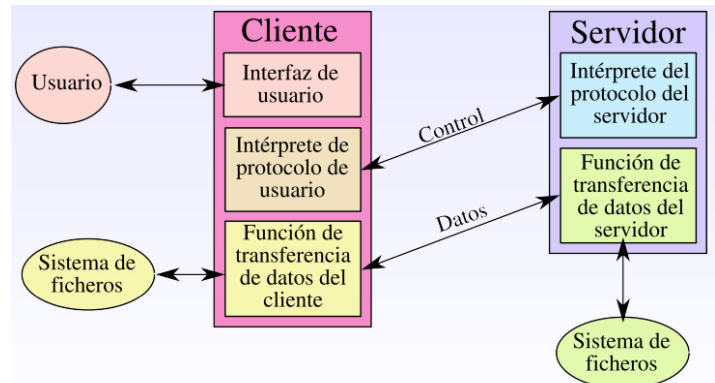 Cliente
Servidor
Usuario
Interfaz de
usuario
Intérprete del
protocolo del
servidor
Control
Intérprete de
protocolo de
usuario
Función de
transferencia
de datos del
servidor
Datos
Sistema de
ficheros
Función de
transferencia
de datos del
cliente
Sistema de
ficheros